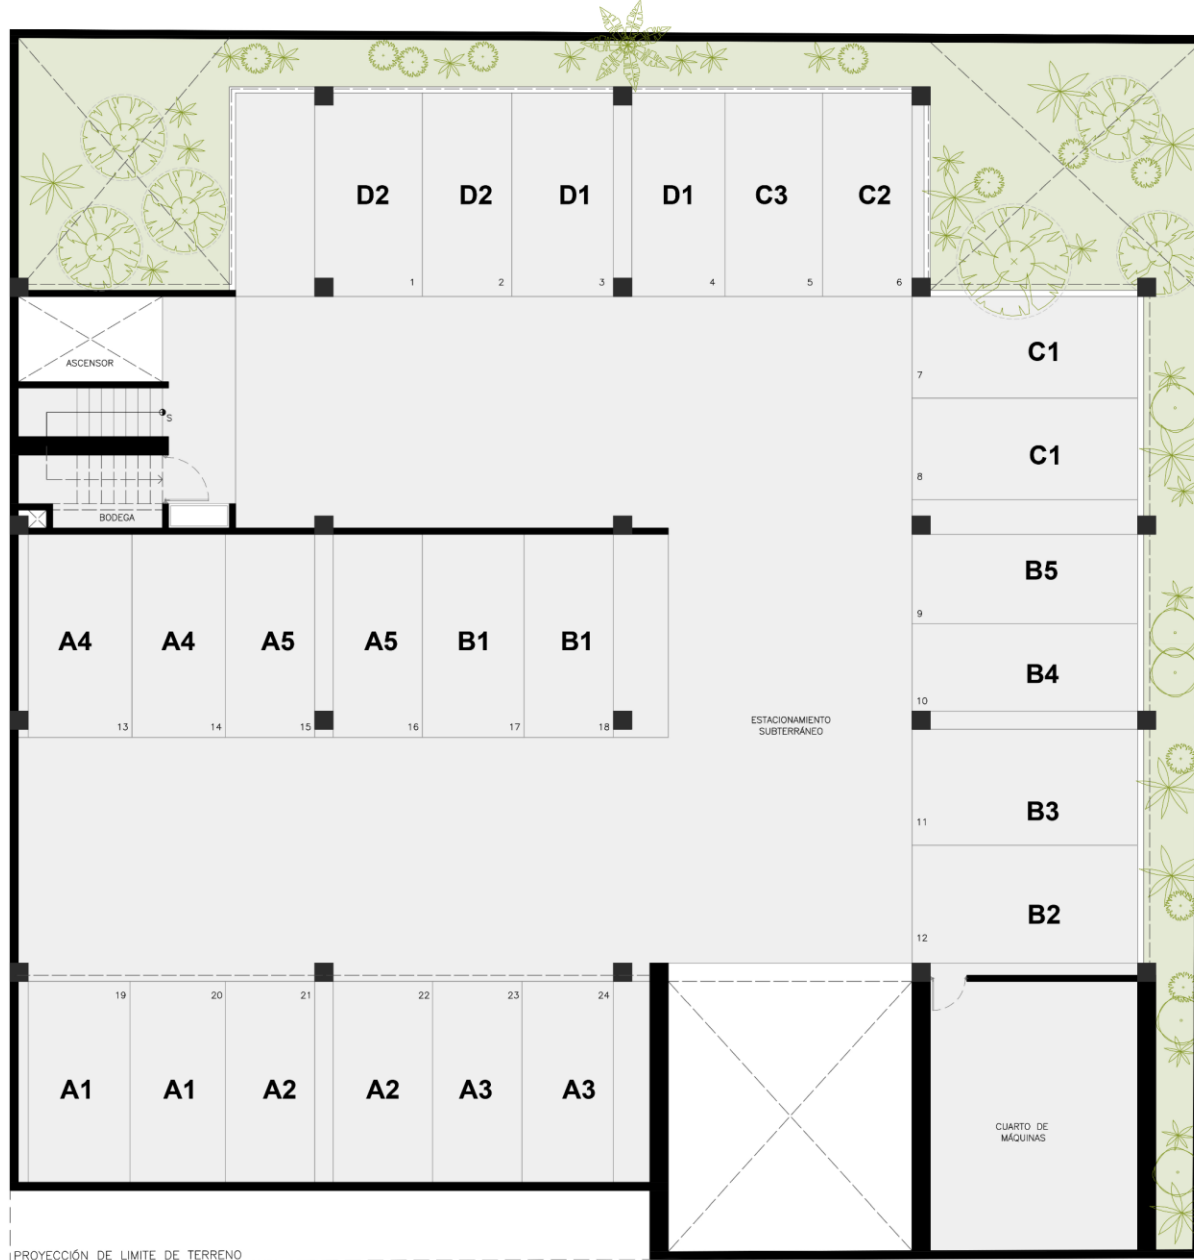 D2 D2 D1 D1 C3 C2
1 2 3 4 5 6
C1
7
ASCENSOR
S
C1
8
BODEGA
B5
9
A4 A4 A5 A5 B1 B1
B4
10
13 14 15 16 17 18
ESTACIONAMIENTO
SUBTERRÁNEO
B3
11
B2
12
19 20 21 22 23 24
A1 A1 A2 A2 A3 A3
CUARTO DE
MÁQUINAS
PROYECCIÓN DE LIMITE DE TERRENO